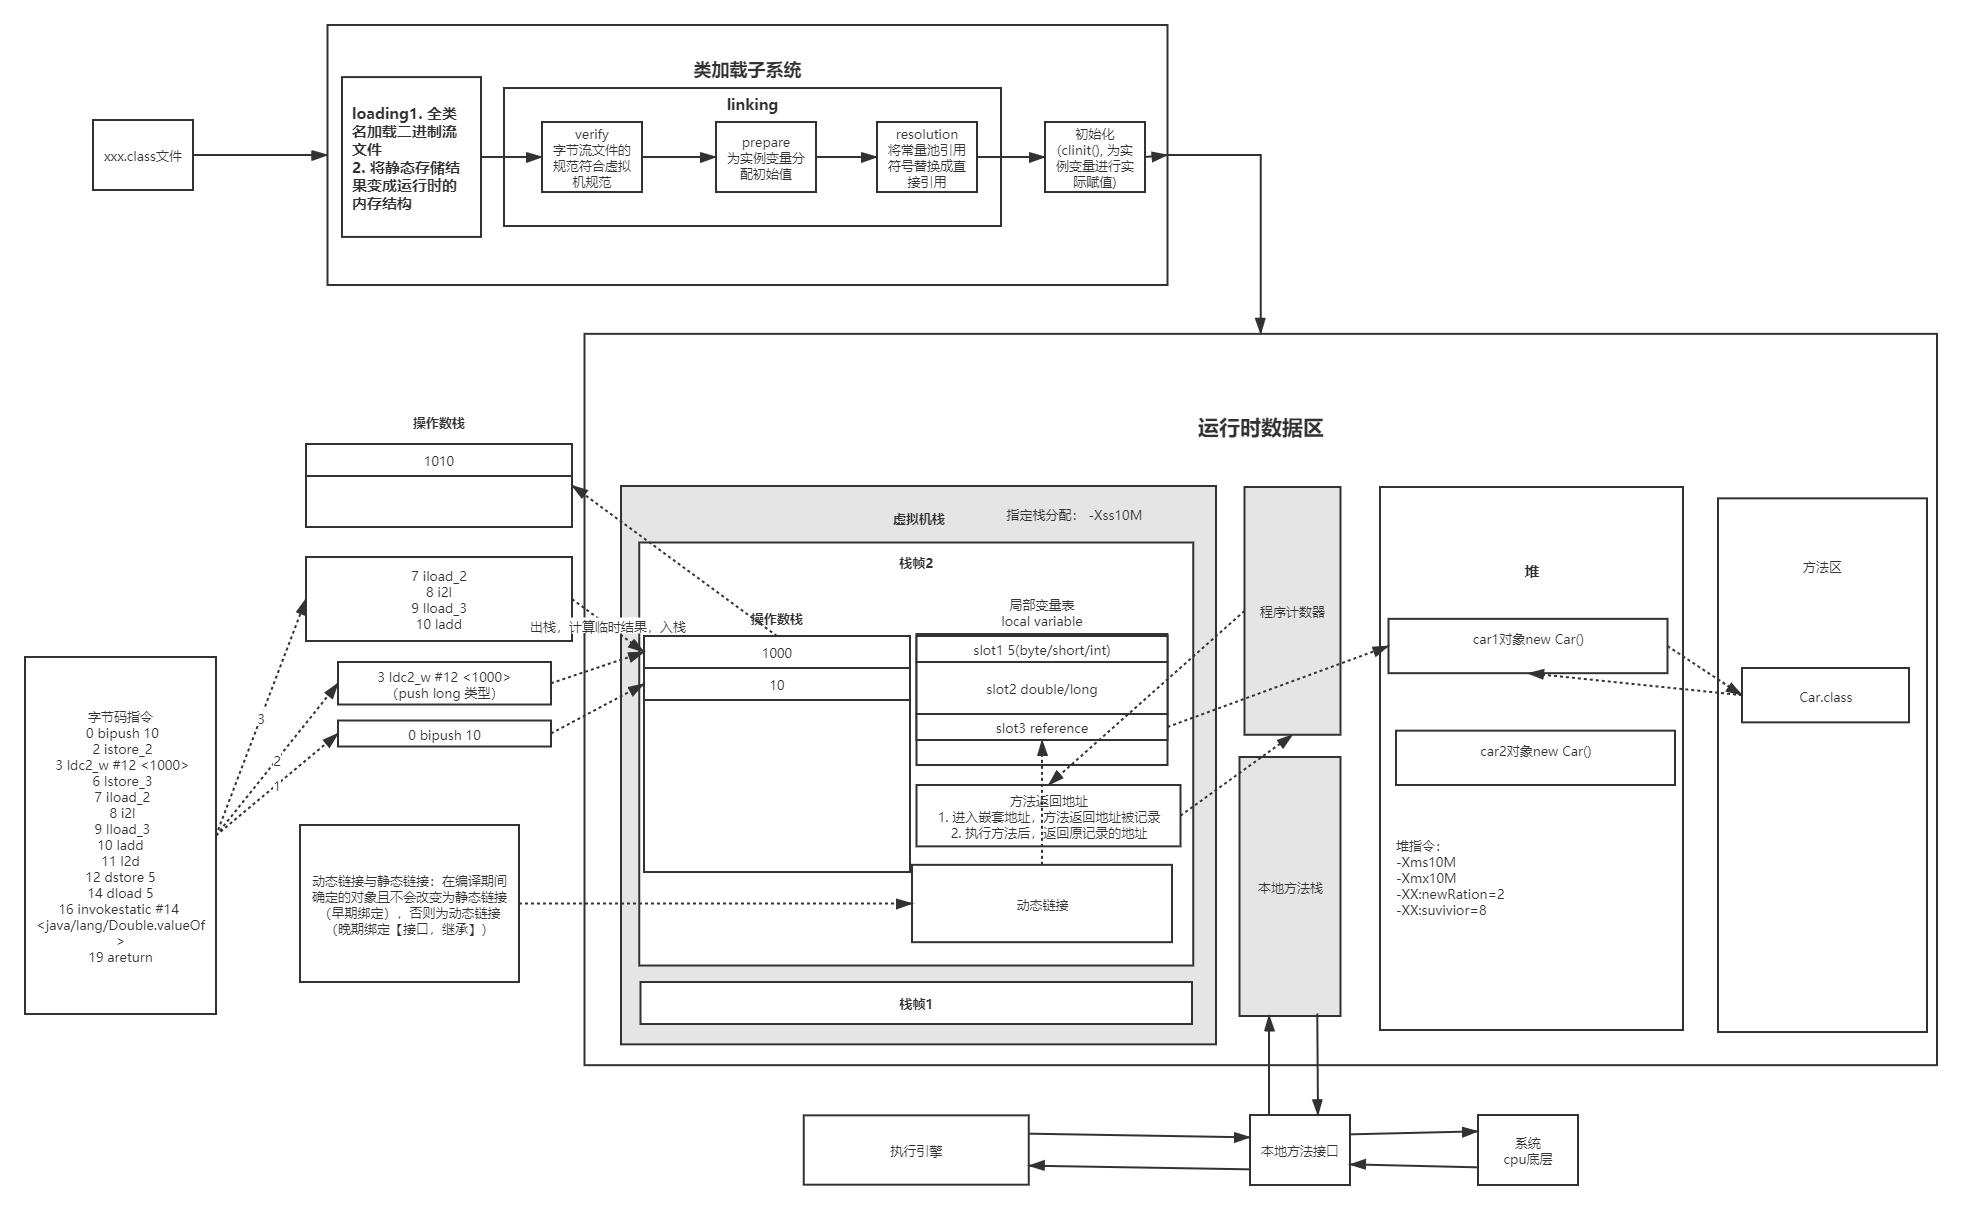 类加载子系统
loading1. 全类
名加载二进制流
文件
2. 将静态存储结
果变成运行时的
内存结构
linking
verify
字节流文件的
规范符合虚拟
机规范
prepare
为实例变量分
配初始值
resolution
将常量池引用
符号替换成直
接引用
初始化
(clinit(), 为实
例变量进行实
际赋值)
xxx.class文件
运行时数据区
操作数栈
1010
7 iload_2
8 i2l
9 lload_3
10 ladd
出栈，计算临时结果，入栈
3 ldc2_w #12 <1000>
（push long 类型）
0 bipush 10
3
2
1
字节码指令
0 bipush 10
2 istore_2
3 ldc2_w #12 <1000>
6 lstore_3
7 iload_2
8 i2l
9 lload_3
10 ladd
11 l2d
12 dstore 5
14 dload 5
16 invokestatic #14
<java/lang/Double.valueOf
>
19 areturn
动态链接与静态链接：在编译期间
确定的对象且不会改变为静态链接
（早期绑定），否则为动态链接
（晚期绑定【接口，继承】）
虚拟机栈
指定栈分配： -Xss10M
栈帧2
操作数栈
1000
10
局部变量表
local variable
slot1 5(byte/short/int)
slot2 double/long
slot3 reference
方法返回地址
1. 进入嵌套地址，方法返回地址被记录
2. 执行方法后，返回原记录的地址
动态链接
栈帧1
程序计数器
本地方法栈
堆
car1对象new Car()
car2对象new Car()
堆指令：
-Xms10M
-Xmx10M
-XX:newRation=2
-XX:suvivior=8
方法区
Car.class
执行引擎
本地方法接口
系统
cpu底层